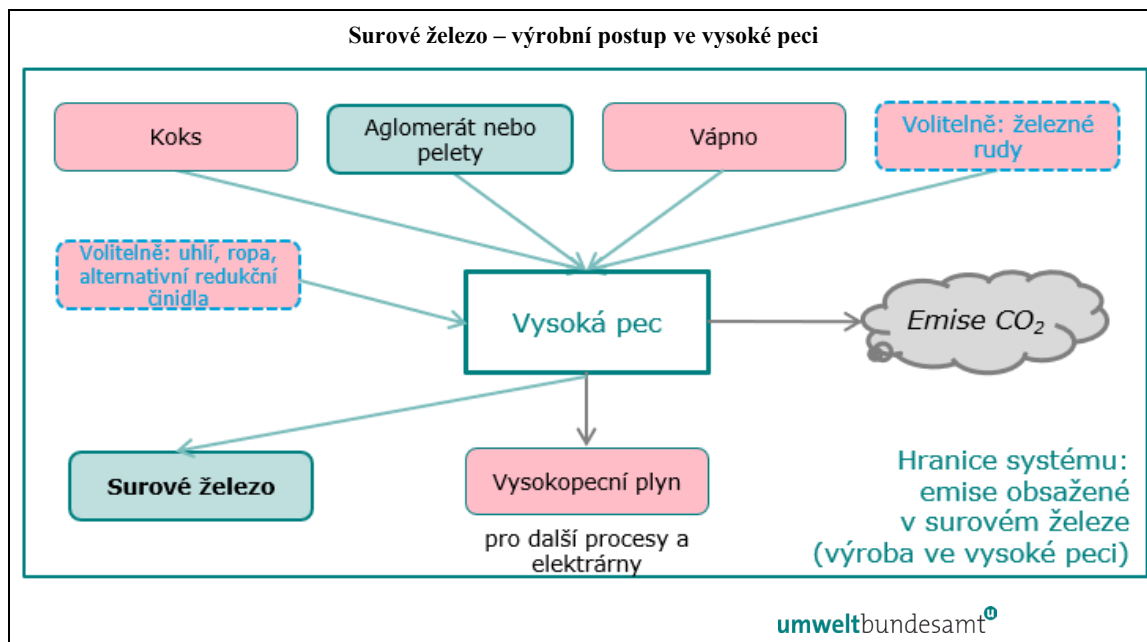 Surové železo – výrobní postup ve vysoké peci
Koks
Aglomerát nebo
pelety
Vápno
Volitelně: železné
rudy
Volitelně: uhlí, ropa,
alternativní redukční
činidla
Vysoká pec
Emise CO₂
Surové železo
Vysokopecní plyn
pro další procesy a
elektrárny
Hranice systému:
emise obsažené
v surovém železe
(výroba ve vysoké peci)
umweltbundesamt